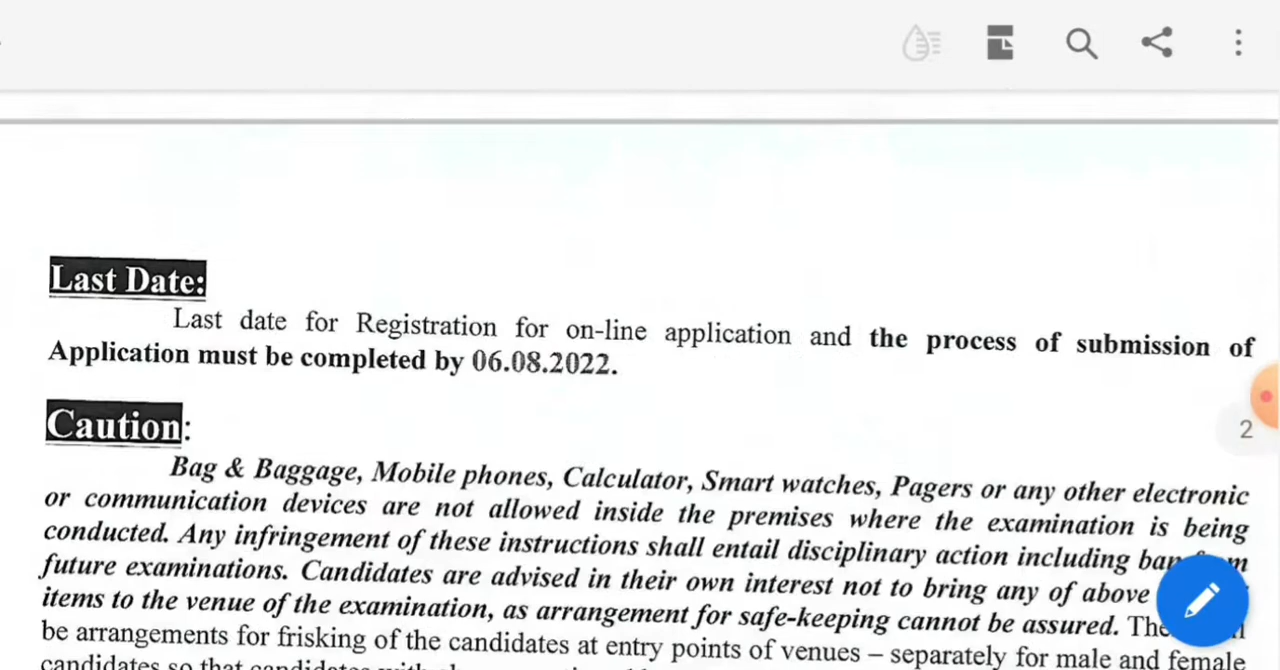 Last Date:
Last date for Registration for on-line application and the process of submission of
Application must be completed by 06.08.2022.
2
Caution:
Bag & Baggage, Mobile phones, Calculator, Smart watches, Pagers or any other electronic
or communication devices are not allowed inside the premises where the examination is being
conducted. Any infringement of these instructions shall entail disciplinary action including ban
future examinations. Candidates are advised in their own interest not to bring any of above
items to the venue of the examination, as arrangement for safe-keeping cannot be assured.
be arrangements for frisking of the candidates at entry points of venues – separately for male and female
candidates so that candidates